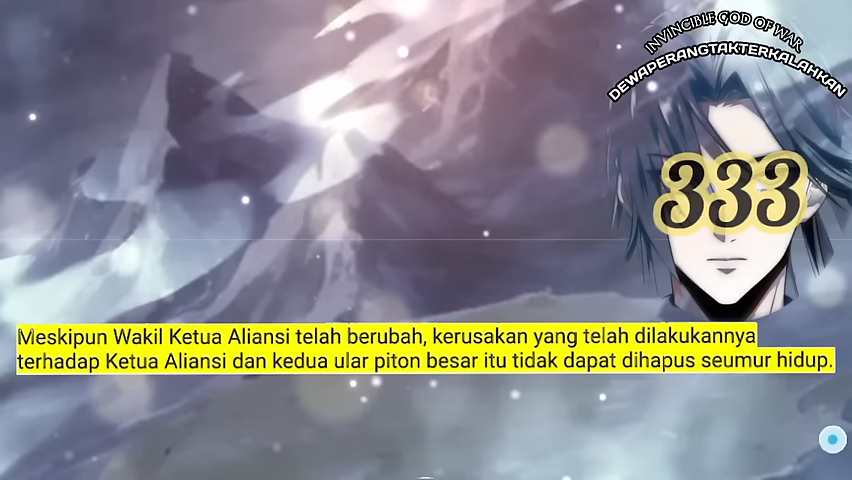 INVINCIBLE GOD OF WAR
DEWAPERANGTAKTERKALAHKAN
333
Meskipun Wakil Ketua Aliansi telah berubah, kerusakan yang telah dilakukannya
terhadap Ketua Aliansi dan kedua ular piton besar itu tidak dapat dihapus seumur hidup.